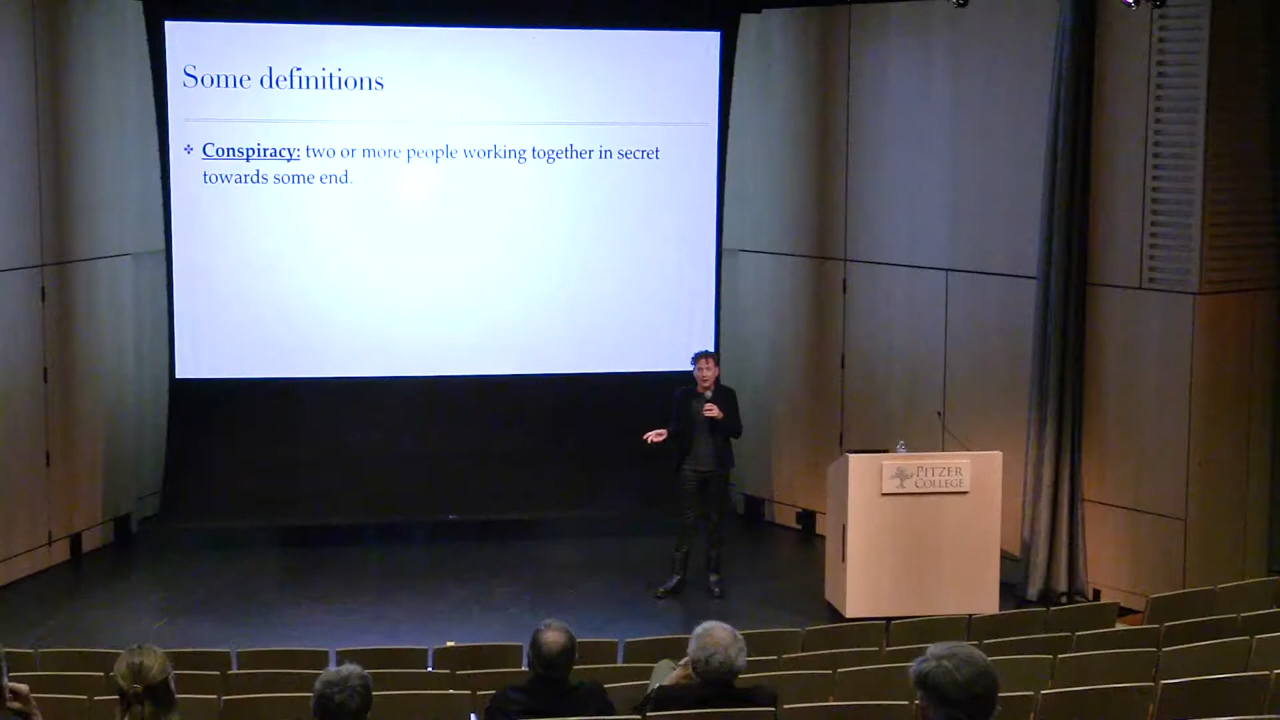 Some definitions
❖ Conspiracy: two or more people working together in secret
towards some end.
PITZER
COLLEGE